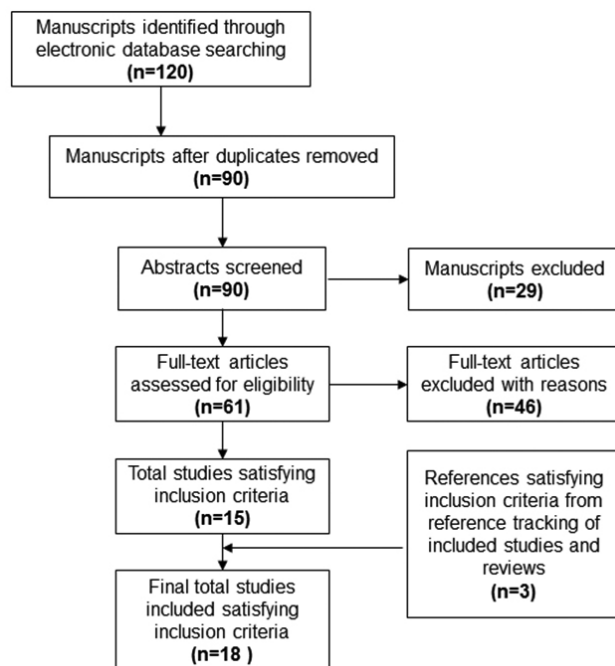 Manuscripts identified through
electronic database searching
(n=120)
Manuscripts after duplicates removed
(n=90)
Abstracts screened
(n=90)
Manuscripts excluded
(n=29)
Full-text articles
assessed for eligibility
(n=61)
Full-text articles
excluded with reasons
(n=46)
Total studies satisfying
inclusion criteria
(n=15)
References satisfying
inclusion criteria from
reference tracking of
included studies and
reviews
(n=3)
Final total studies
included satisfying
inclusion criteria
(n=18 )